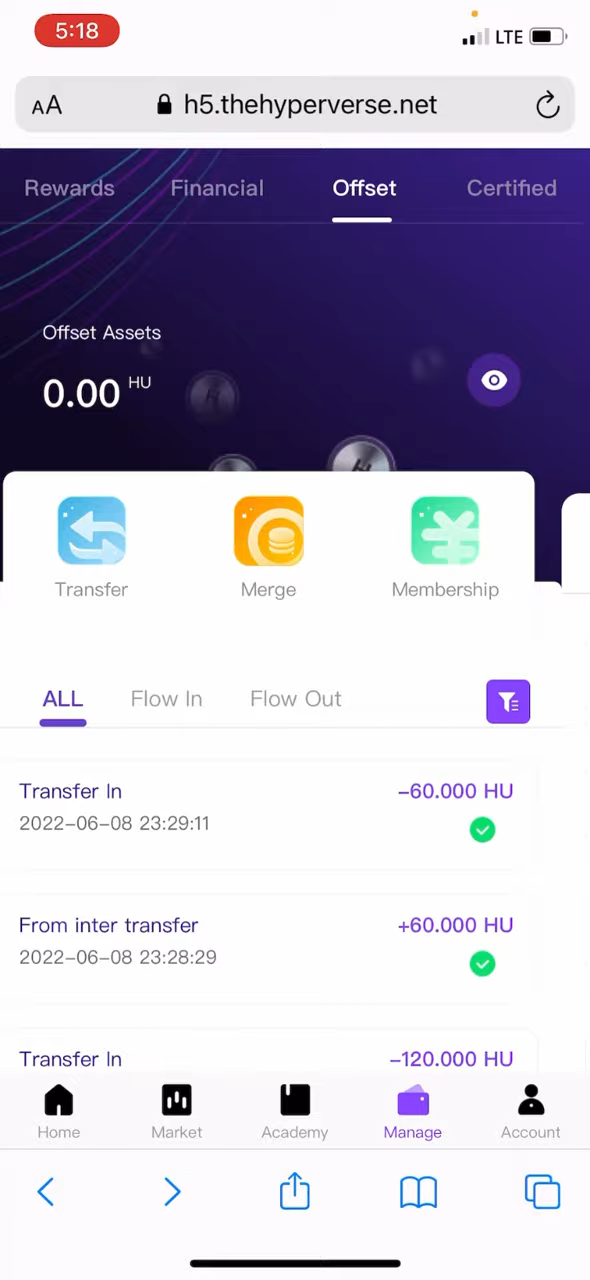 5:18
LTE
AA h5.thehyperverse.net
Rewards Financial Offset Certified
Offset Assets
0.00 HU
Transfer Merge Membership
ALL Flow In Flow Out
Transfer In -60.000 HU
2022-06-08 23:29:11
From inter transfer +60.000 HU
2022-06-08 23:28:29
Transfer In -120.000 HU
Home Market Academy Manage Account